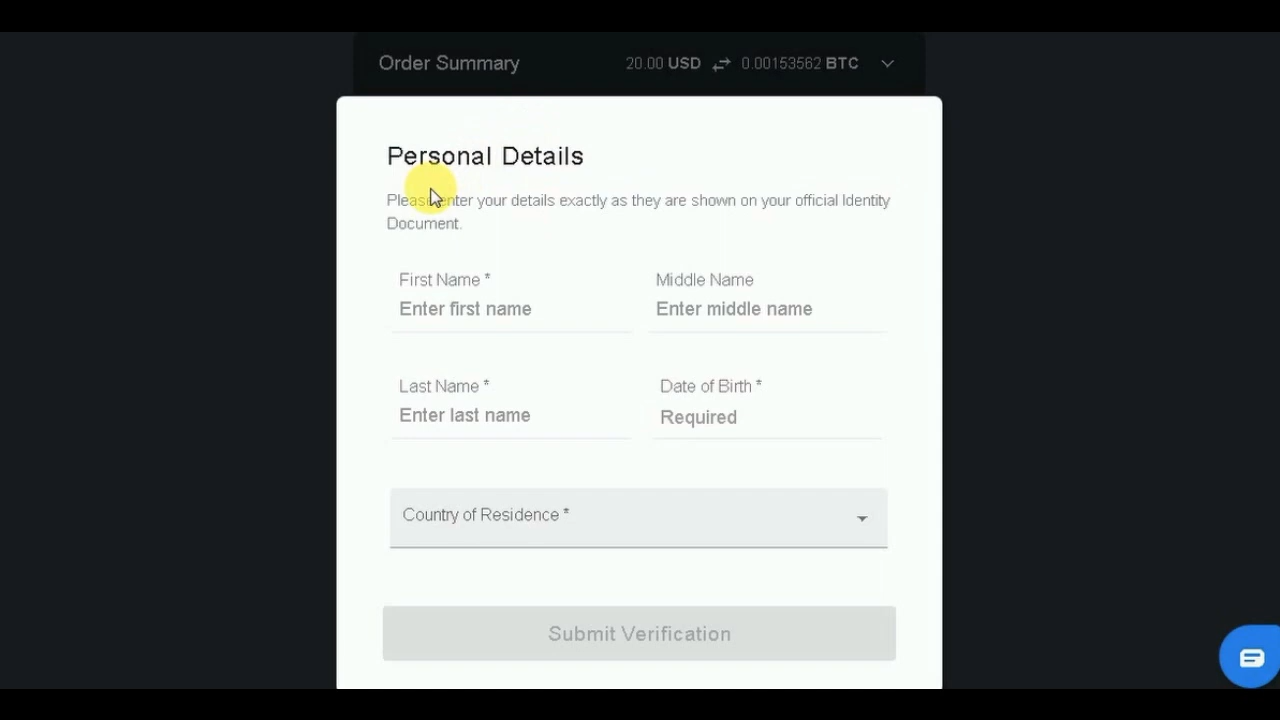 Order Summary 20.00 USD 0.00153562 BTC
Personal Details
Please enter your details exactly as they are shown on your official Identity
Document.
First Name * Middle Name
Enter first name Enter middle name
Last Name * Date of Birth *
Enter last name Required
Country of Residence *
Submit Verification